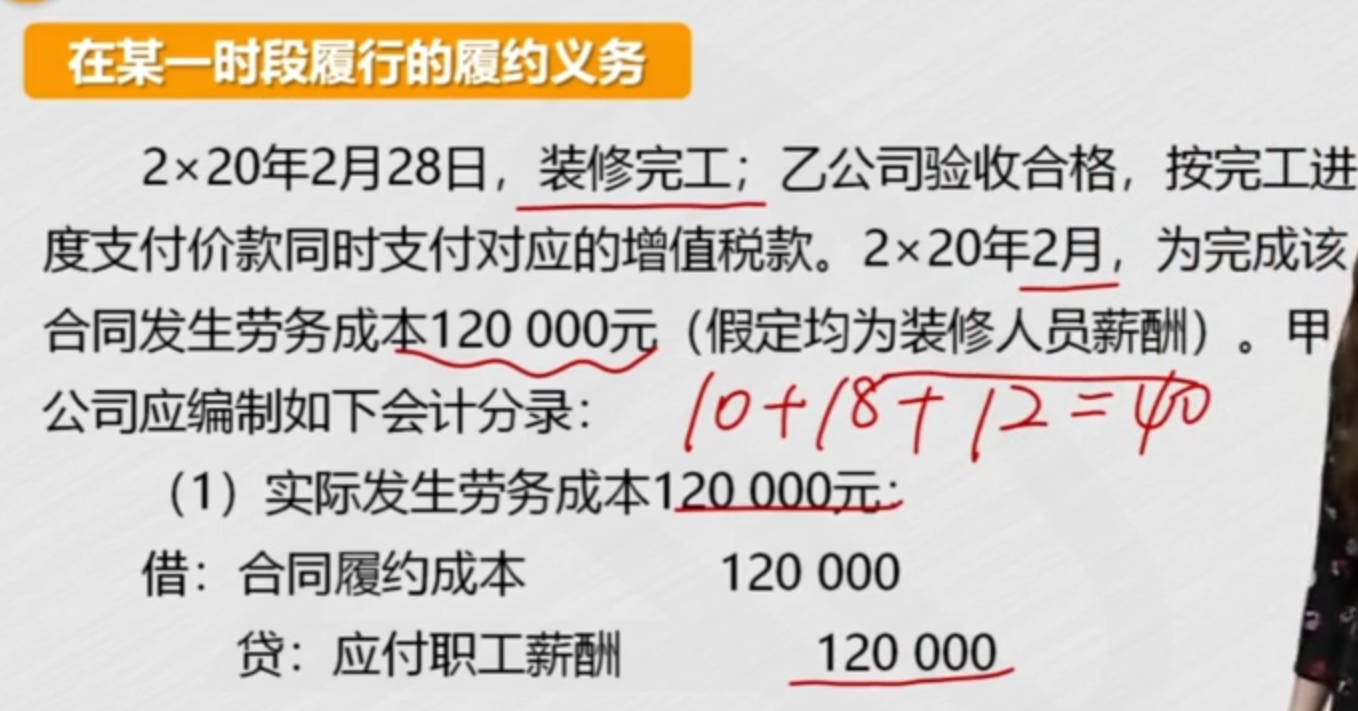 在某一时段履行的履约义务
2×20年2月28日，装修完工；乙公司验收合格，按完工进
度支付价款同时支付对应的增值税款。2×20年2月，为完成该
合同发生劳务成本120 000元（假定均为装修人员薪酬）。甲
公司应编制如下会计分录：
10+18+12=40
（1）实际发生劳务成本120 000元：
借：合同履约成本 120 000
贷：应付职工薪酬 120 000